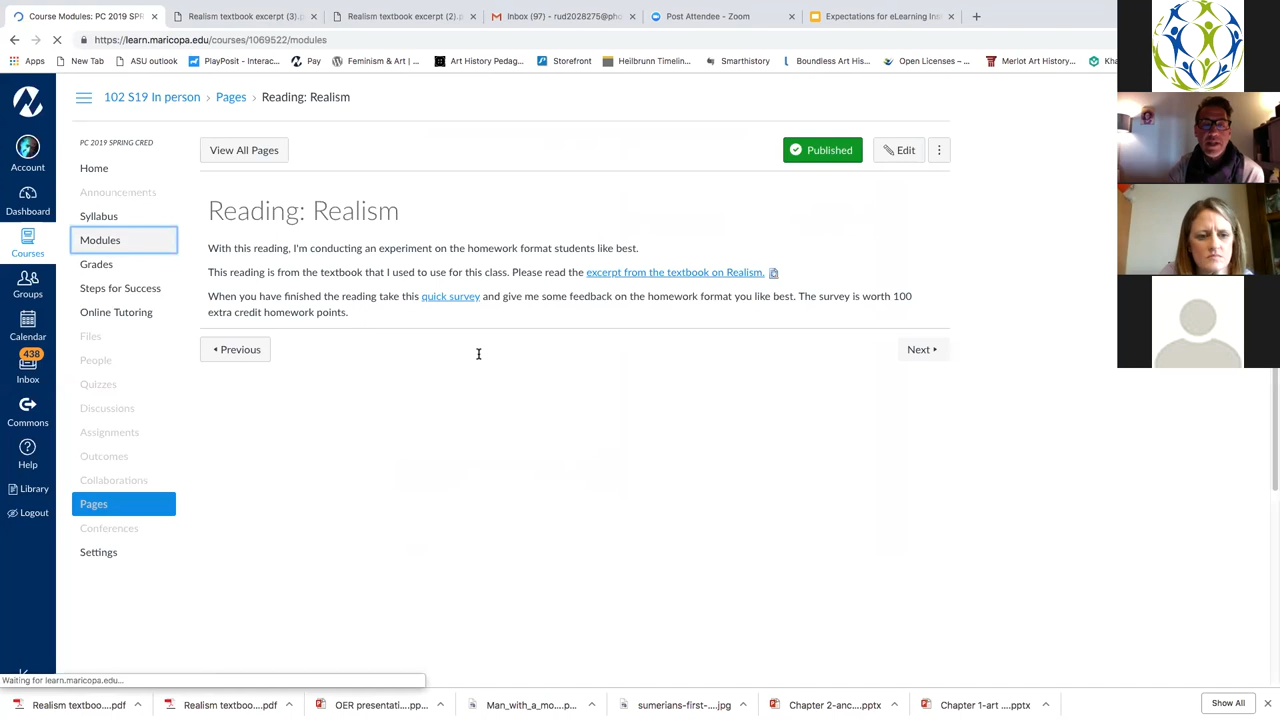 Course Modules: PC 2019 SPR
Realism textbook excerpt (3).p
Realism textbook excerpt (2).p
Inbox (97) - rud2028275@pho
Post Attendee - Zoom
Expectations for eLearning Inst
https://learn.maricopa.edu/courses/1069522/modules
Apps
New Tab
ASU outlook
PlayPosit - Interac...
Pay
Feminism & Art | ...
Art History Pedag...
Storefront
Heilbrunn Timelin...
Smarthistory
Boundless Art His...
Open Licenses – ...
Merlot Art History...
Kha
102 S19 In person > Pages > Reading: Realism
Account
Dashboard
Courses
Groups
Calendar
438
Inbox
Commons
Help
Library
Logout
PC 2019 SPRING CRED
Home
Announcements
Syllabus
Modules
Grades
Steps for Success
Online Tutoring
Files
People
Quizzes
Discussions
Assignments
Outcomes
Collaborations
Pages
Conferences
Settings
View All Pages
Published
Edit
Reading: Realism
With this reading, I'm conducting an experiment on the homework format students like best.
This reading is from the textbook that I used to use for this class. Please read the excerpt from the textbook on Realism.
When you have finished the reading take this quick survey and give me some feedback on the homework format you like best. The survey is worth 100
extra credit homework points.
Previous
Next
Waiting for learn.maricopa.edu...
Realism textboo....pdf
Realism textboo....pdf
OER presentati....pp...
Man_with_a_mo....p...
sumerians-first-....jpg
Chapter 2-anc....pptx
Chapter 1-art ....pptx
Show All